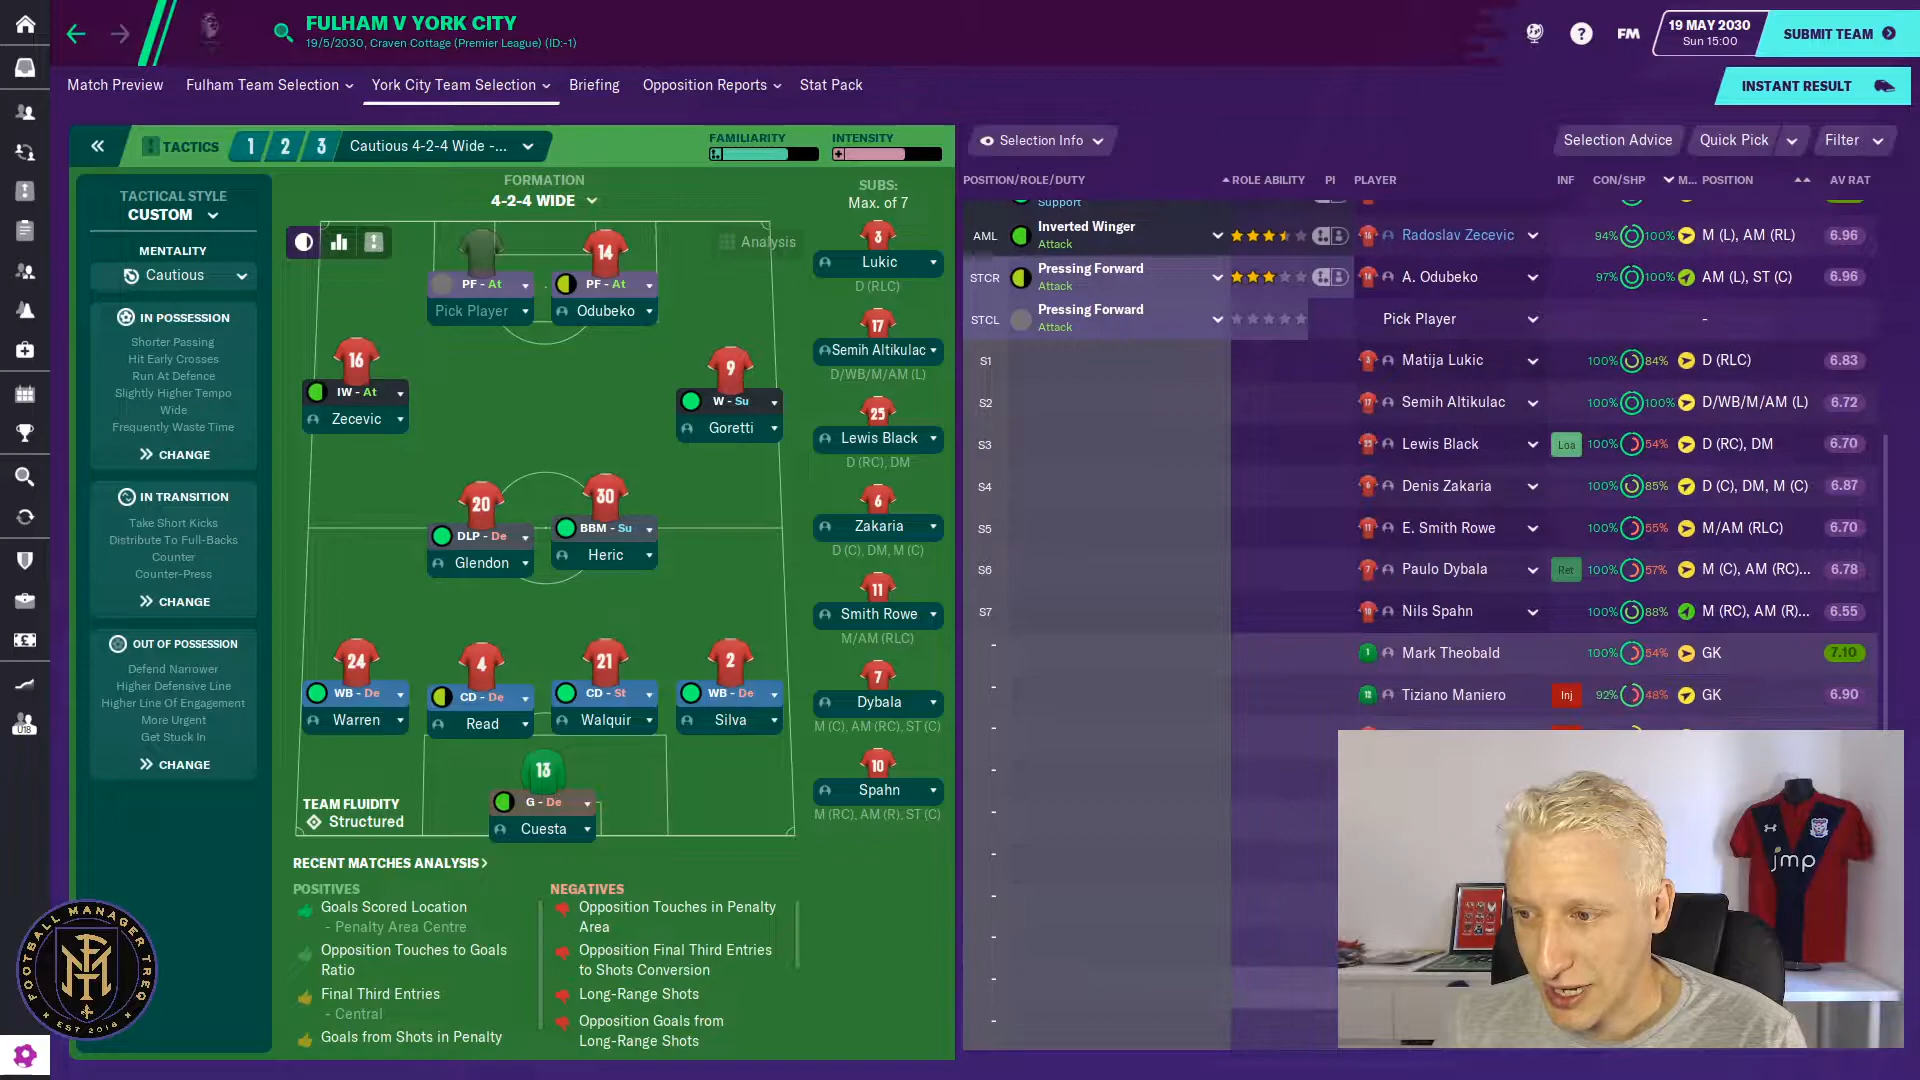 FULHAM V YORK CITY
19/5/2030, Craven Cottage (Premier League) (ID:-1)
FM
19 MAY 2030
Sun 15:00
SUBMIT TEAM
Match Preview
Fulham Team Selection
York City Team Selection
Briefing
Opposition Reports
Stat Pack
INSTANT RESULT
TACTICS
1
2
3
Cautious 4-2-4 Wide -...
FAMILIARITY
INTENSITY
TACTICAL STYLE
CUSTOM
MENTALITY
Cautious
IN POSSESSION
Shorter Passing
Hit Early Crosses
Run At Defence
Slightly Higher Tempo
Wide
Frequently Waste Time
CHANGE
IN TRANSITION
Take Short Kicks
Distribute To Full-Backs
Counter
Counter-Press
CHANGE
OUT OF POSSESSION
Defend Narrower
Higher Defensive Line
Higher Line Of Engagement
More Urgent
Get Stuck In
CHANGE
FORMATION
4-2-4 WIDE
Analysis
PF - At
Pick Player
14
PF - At
Odubeko
16
IW - At
Zecevic
9
W - Su
Goretti
20
DLP - De
Glendon
30
BBM - Su
Heric
24
WB - De
Warren
4
CD - De
Read
21
CD - St
Walquir
2
WB - De
Silva
13
G - De
Cuesta
TEAM FLUIDITY
Structured
SUBS:
Max. of 7
3
Lukic
D (RLC)
17
Semih Altikulac
D/WB/M/AM (L)
25
Lewis Black
D (RC), DM
6
Zakaria
D (C), DM, M (C)
11
Smith Rowe
M/AM (RLC)
7
Dybala
M (C), AM (RC), ST (C)
10
Spahn
M (RC), AM (R), ST (C)
RECENT MATCHES ANALYSIS
POSITIVES
Goals Scored Location
- Penalty Area Centre
Opposition Touches to Goals
Ratio
Final Third Entries
- Central
Goals from Shots in Penalty
NEGATIVES
Opposition Touches in Penalty
Area
Opposition Final Third Entries
to Shots Conversion
Long-Range Shots
Opposition Goals from
Long-Range Shots
Selection Info
Selection Advice
Quick Pick
Filter
POSITION/ROLE/DUTY
ROLE ABILITY
PI
PLAYER
INF
CON/SHP
M...
POSITION
AV RAT
Support
AML
Inverted Winger
Attack
Radoslav Zecevic
94%
100%
M (L), AM (RL)
6.96
STCR
Pressing Forward
Attack
A. Odubeko
97%
100%
AM (L), ST (C)
6.96
STCL
Pressing Forward
Attack
Pick Player
-
S1
Matija Lukic
100%
84%
D (RLC)
6.83
S2
Semih Altikulac
100%
100%
D/WB/M/AM (L)
6.72
S3
Lewis Black
Loa
100%
54%
D (RC), DM
6.70
S4
Denis Zakaria
100%
85%
D (C), DM, M (C)
6.87
S5
E. Smith Rowe
100%
55%
M/AM (RLC)
6.70
S6
Paulo Dybala
Ret
100%
57%
M (C), AM (RC)...
6.78
S7
Nils Spahn
100%
88%
M (RC), AM (R)...
6.55
-
Mark Theobald
100%
54%
GK
7.10
-
Tiziano Maniero
Inj
92%
48%
GK
6.90
-
-
-
-
-
-
-
-
U18
FOOTBALL MANAGER TREQ
EST 2018
jmp